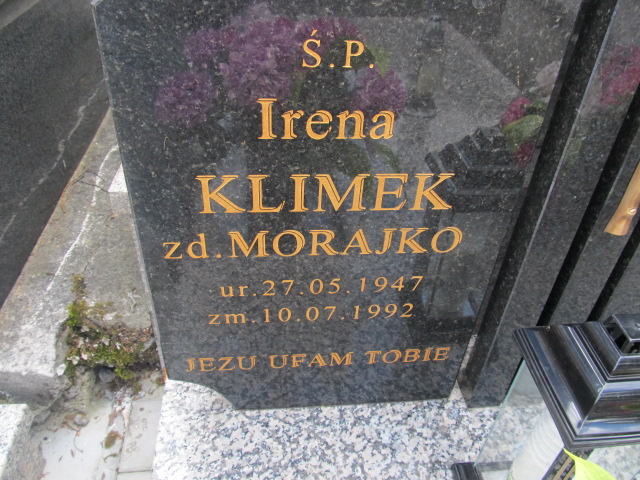 Ś.P.
Irena
KLIMEK
zd.MORAJKO
ur.27.05.1947
zm.10.07.1992
JEZU UFAM TOBIE